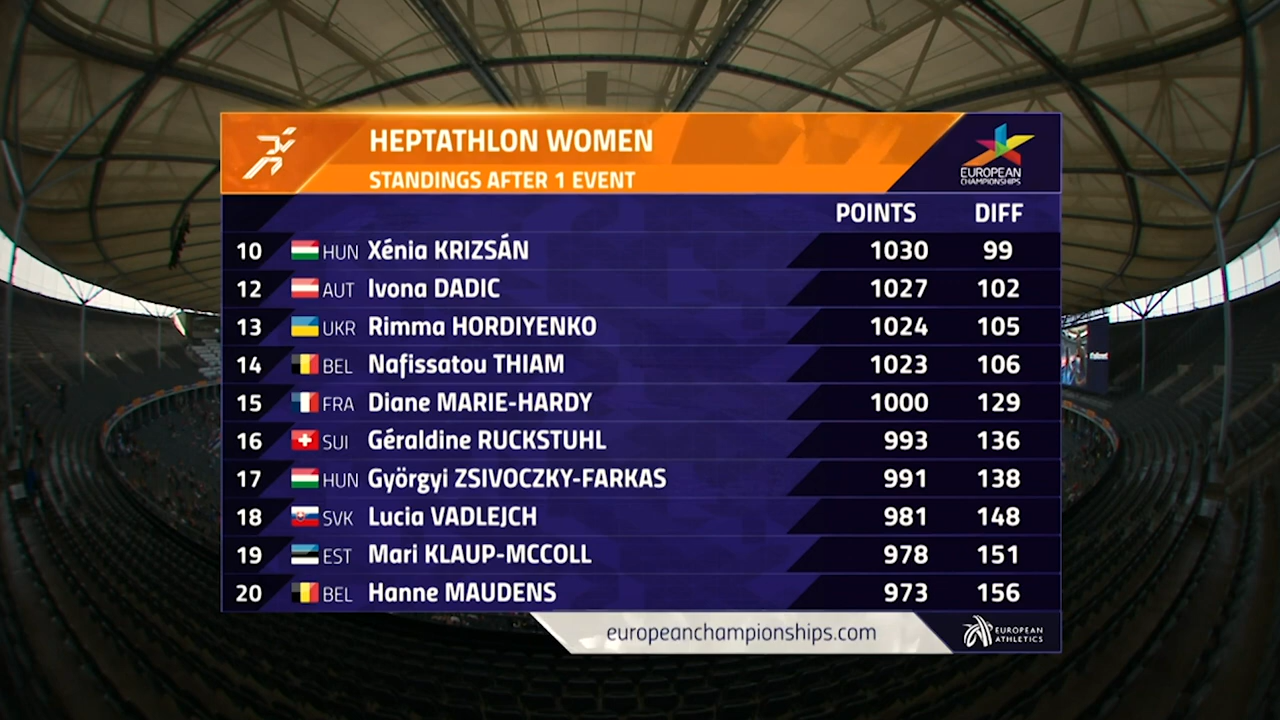 HEPTATHLON WOMEN
STANDINGS AFTER 1 EVENT
EUROPEAN
CHAMPIONSHIPS
POINTS DIFF
10 HUN Xénia KRIZSÁN 1030 99
12 AUT Ivona DADIC 1027 102
13 UKR Rimma HORDIYENKO 1024 105
14 BEL Nafissatou THIAM 1023 106
15 FRA Diane MARIE-HARDY 1000 129
16 SUI Géraldine RUCKSTUHL 993 136
17 HUN Györgyi ZSIVOCZKY-FARKAS 991 138
18 SVK Lucia VADLEJCH 981 148
19 EST Mari KLAUP-MCCOLL 978 151
20 BEL Hanne MAUDENS 973 156
europeanchampionships.com
EUROPEAN
ATHLETICS